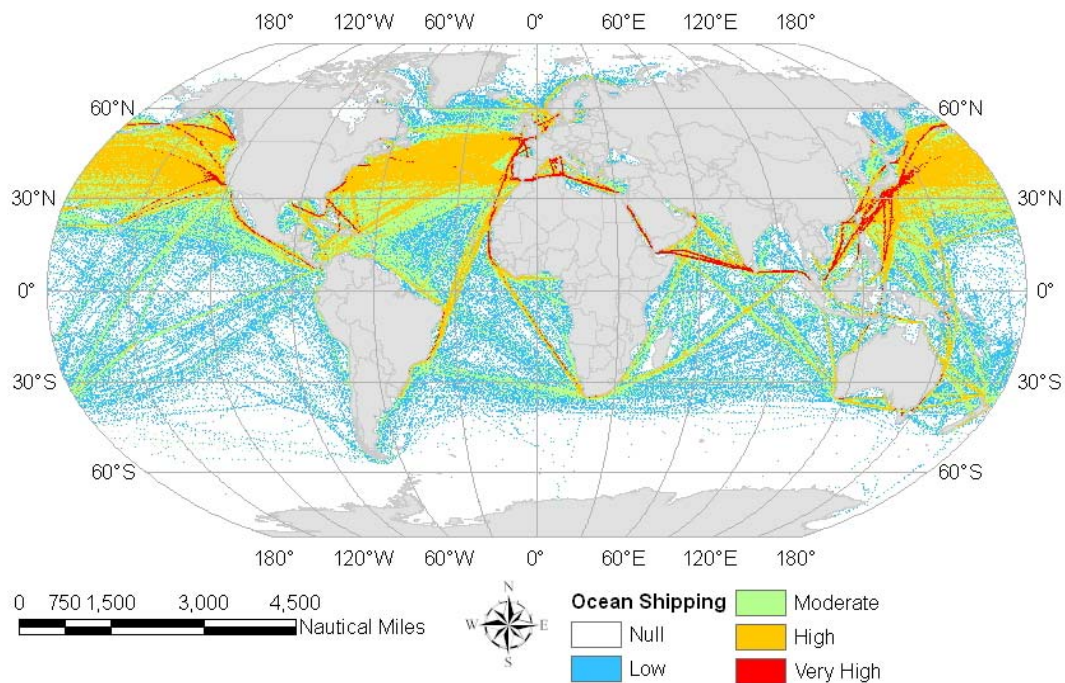 180° 120°W 60°W 0° 60°E 120°E 180°
60°N 60°N
30°N 30°N
0° 0°
30°S 30°S
60°S 60°S
180° 120°W 60°W 0° 60°E 120°E 180°
0 750 1,500 3,000 4,500
Nautical Miles
N
W E
S
Ocean Shipping
Null
Low
Moderate
High
Very High